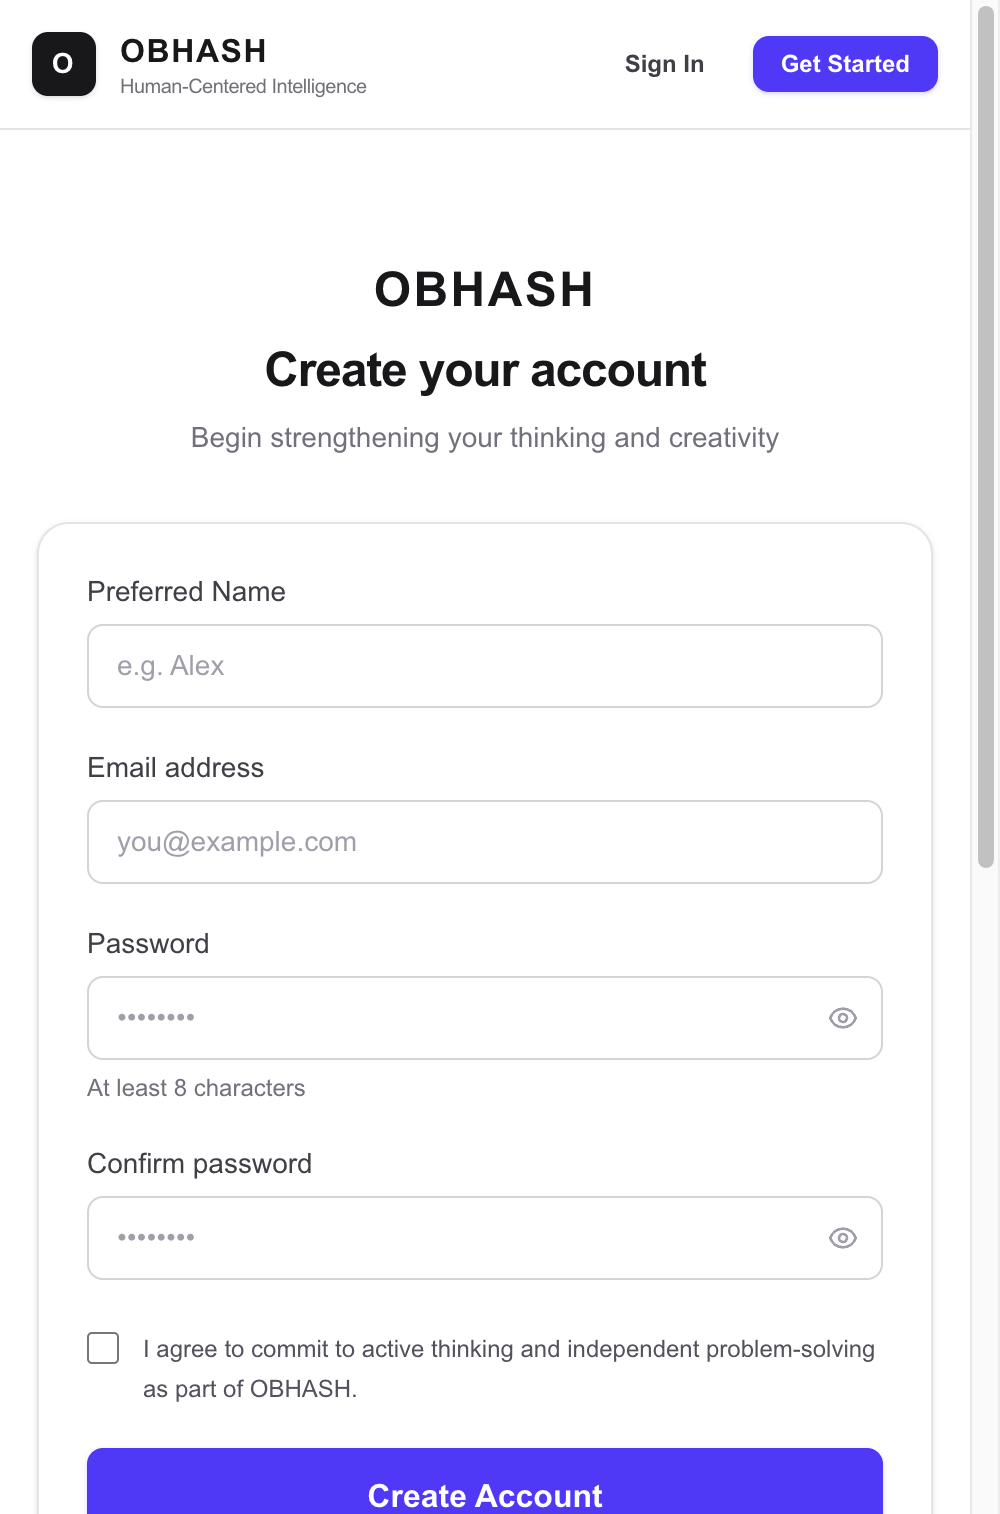 O
OBHASH
Human-Centered Intelligence
Sign In
Get Started
OBHASH
Create your account
Begin strengthening your thinking and creativity
Preferred Name
e.g. Alex
Email address
you@example.com
Password
••••••••
At least 8 characters
Confirm password
••••••••
I agree to commit to active thinking and independent problem-solving
as part of OBHASH.
Create Account